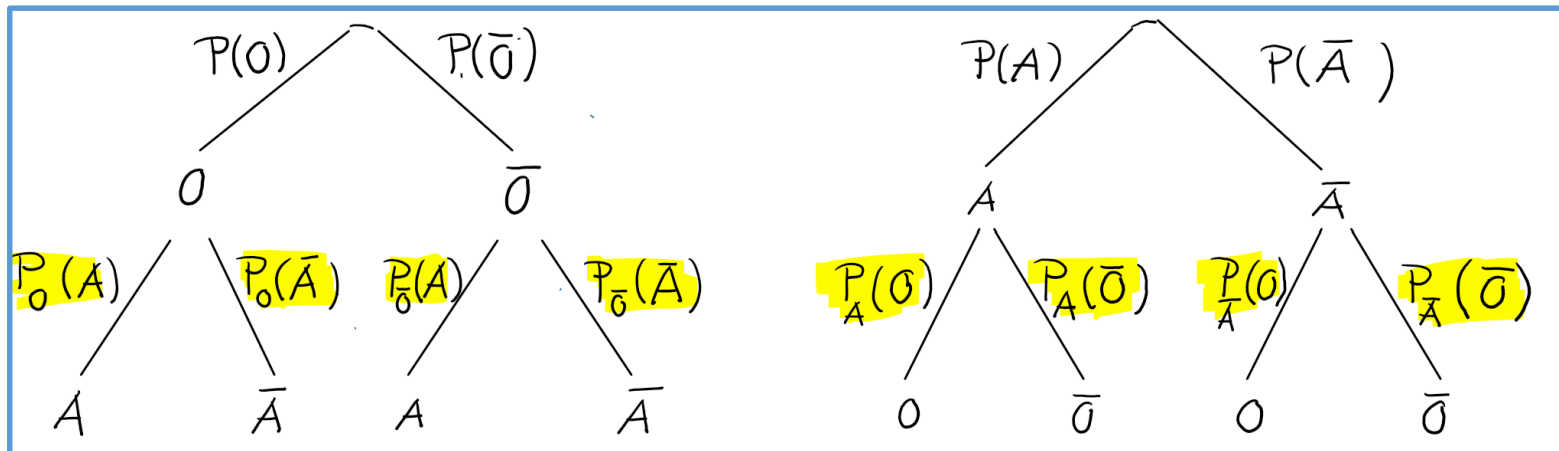 P(O) P(Ō) P(A) P(Ā)
O Ō A Ā
P_O(A) P_O(Ā) P_Ō(A) P_Ō(Ā) P_A(O) P_A(Ō) P_Ā(O) P_Ā(Ō)
A Ā A Ā O Ō O Ō